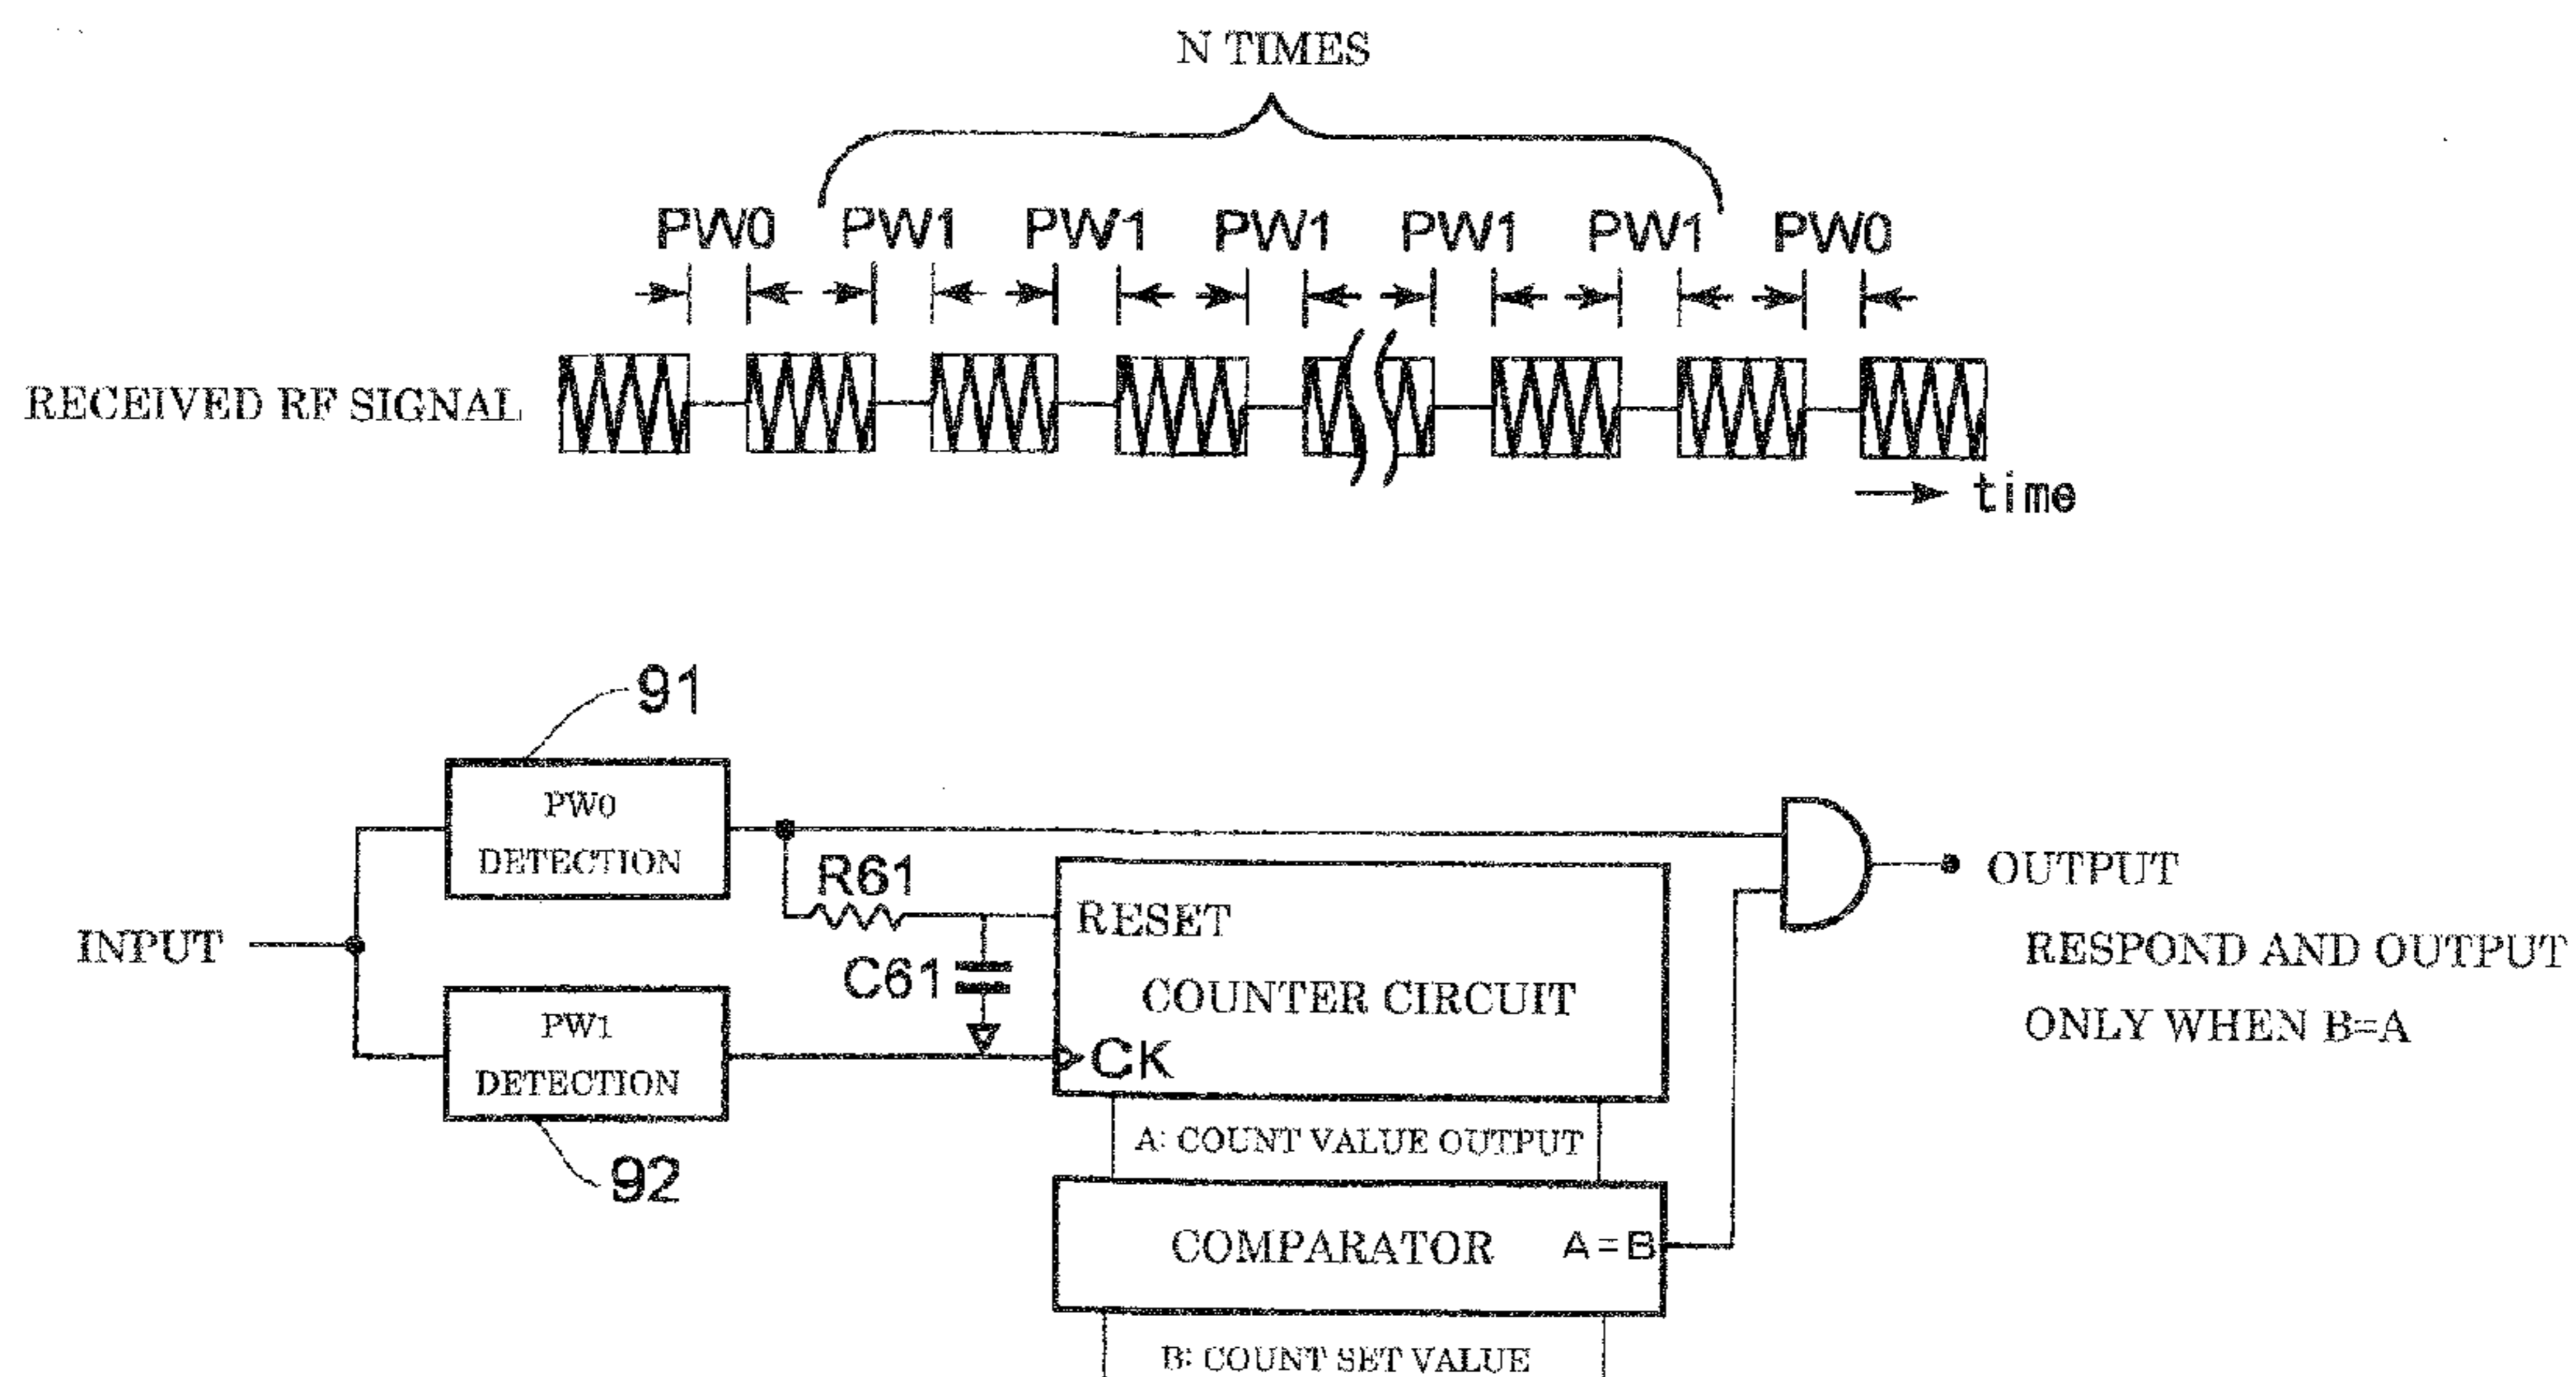 N TIMES
PW0 PW1 PW1 PW1 PW1 PW1 PW0
RECEIVED RF SIGNAL
time
91
PW0
DETECTION
R61
RESET
OUTPUT
INPUT
C61
COUNTER CIRCUIT
RESPOND AND OUTPUT
ONLY WHEN B=A
PW1
DETECTION
CK
92
A: COUNT VALUE OUTPUT
COMPARATOR A=B
B: COUNT SET VALUE